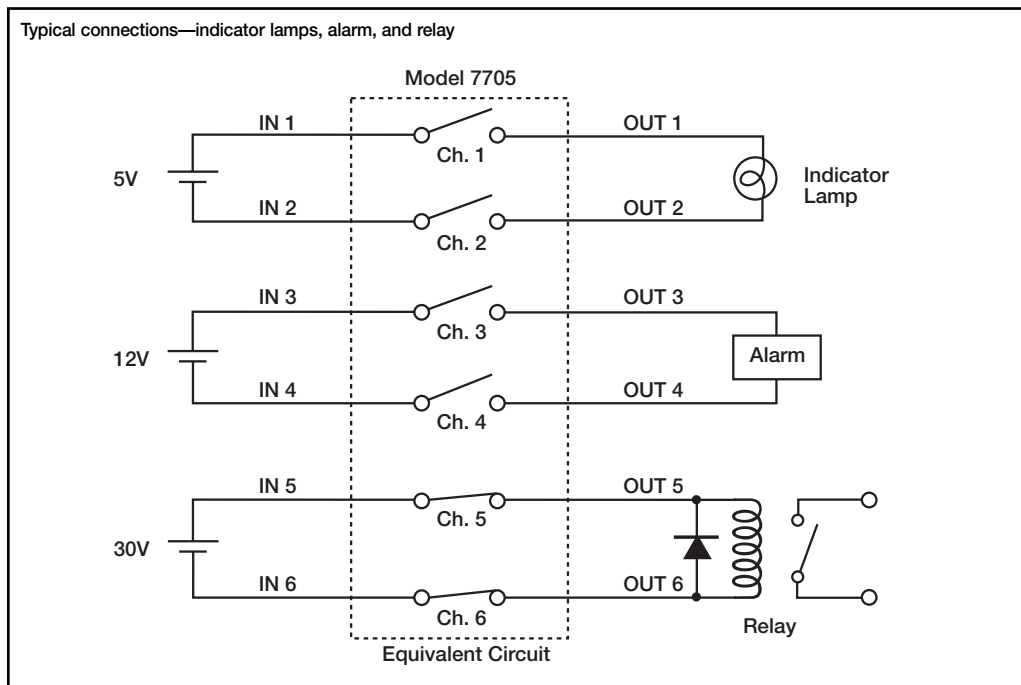 Typical connections—indicator lamps, alarm, and relay
Model 7705
IN 1
OUT 1
Ch. 1
5V
Indicator
Lamp
IN 2
OUT 2
Ch. 2
IN 3
OUT 3
Ch. 3
12V
Alarm
IN 4
OUT 4
Ch. 4
IN 5
OUT 5
Ch. 5
30V
IN 6
OUT 6
Ch. 6
Relay
Equivalent Circuit